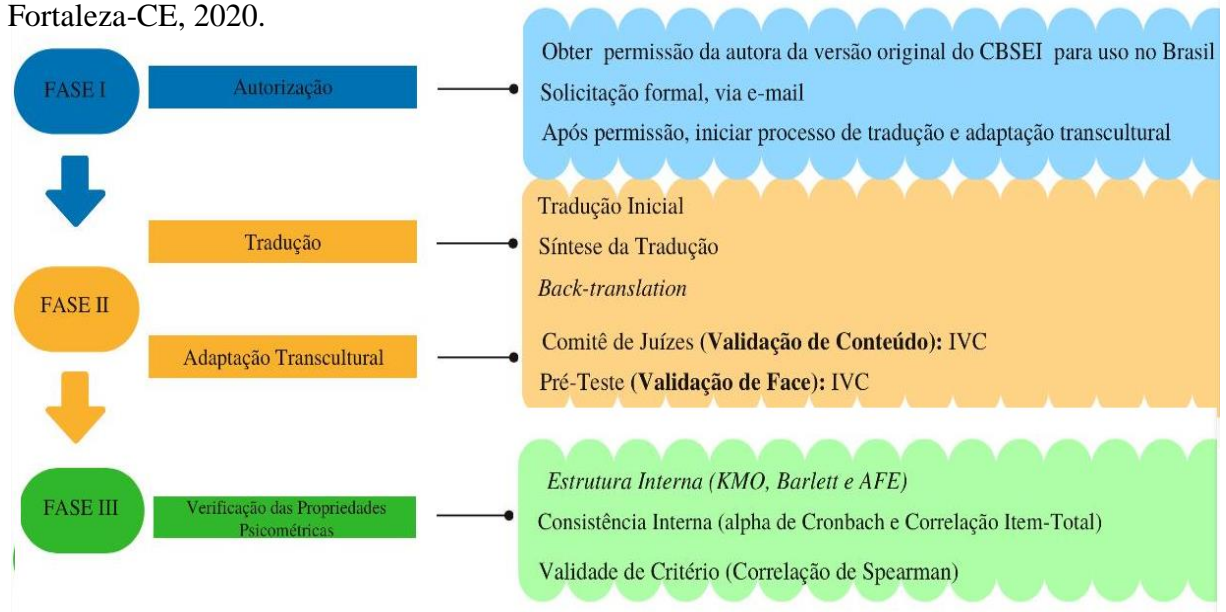 Fortaleza-CE, 2020.
FASE I
Autorização
Obter permissão da autora da versão original do CBSEI para uso no Brasil
Solicitação formal, via e-mail
Após permissão, iniciar processo de tradução e adaptação transcultural
FASE II
Tradução
Tradução Inicial
Síntese da Tradução
Back-translation
Adaptação Transcultural
Comitê de Juízes (Validação de Conteúdo): IVC
Pré-Teste (Validação de Face): IVC
FASE III
Verificação das Propriedades
Psicométricas
Estrutura Interna (KMO, Barlett e AFE)
Consistência Interna (alpha de Cronbach e Correlação Item-Total)
Validade de Critério (Correlação de Spearman)